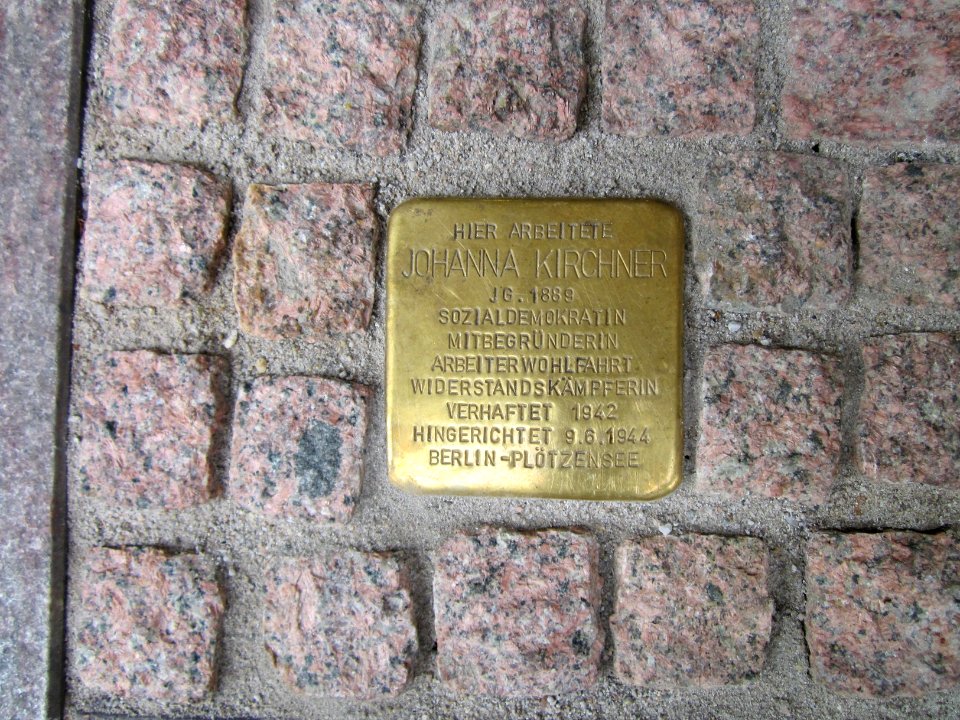 HIER ARBEITETE
JOHANNA KIRCHNER
JG. 1889
SOZIALDEMOKRATIN
MITBEGRÜNDERIN
ARBEITERWOHLFAHRT
WIDERSTANDSKÄMPFERIN
VERHAFTET 1942
HINGERICHTET 9.6.1944
BERLIN-PLÖTZENSEE